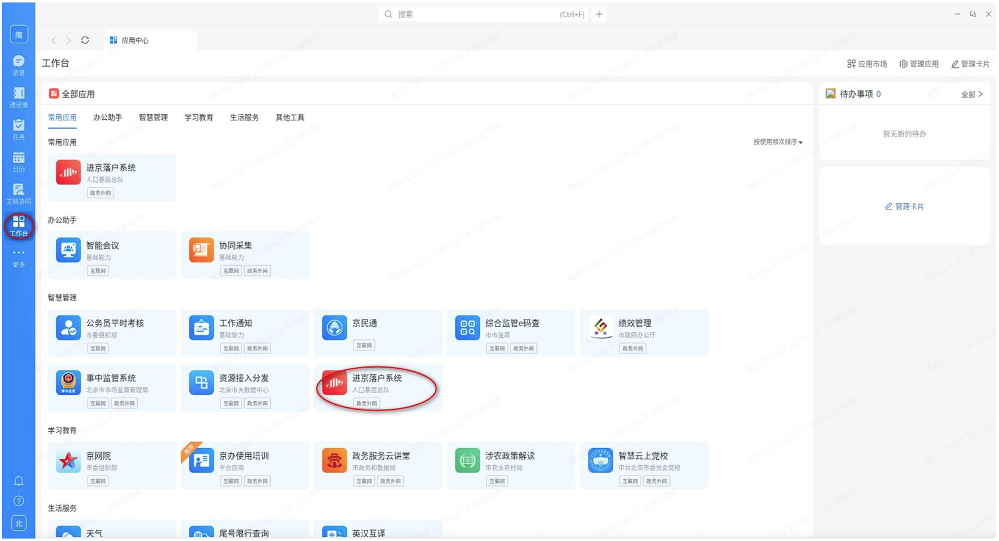 搜索 (Ctrl+F)
隗
应用中心
消息
工作台
应用市场 管理应用 管理卡片
通讯录
全部应用
待办事项 0 全部
常用应用 办公助手 智慧管理 学习教育 生活服务 其他工具
任务
暂无新的待办
常用应用 按使用频次排序
日历
进京落户系统
人口基层总队
政务外网
文档协同
管理卡片
办公助手
工作台
智能会议 协同采集
基础能力 基础能力
更多
互联网 互联网 政务外网
智慧管理
公务员平时考核 工作通知 京民通 综合监管e码查 绩效管理
市委组织部 基础能力 市市监局 市政府办公厅
互联网 互联网 政务外网 互联网 互联网 政务外网 政务外网
事中监管系统 资源接入分发 进京落户系统
北京市市场监督管理局 北京市大数据中心 人口基层总队
互联网 政务外网 互联网 政务外网 政务外网
学习教育
推荐
京网院 京办使用培训 政务服务云讲堂 涉农政策解读 智慧云上党校
市委组织部 平台应用 市政务和数据局 市农业农村局 中共北京市委员会党校
互联网 互联网 政务外网 互联网 政务外网 互联网 互联网 政务外网
生活服务
北
天气 尾号限行查询 英汉互译